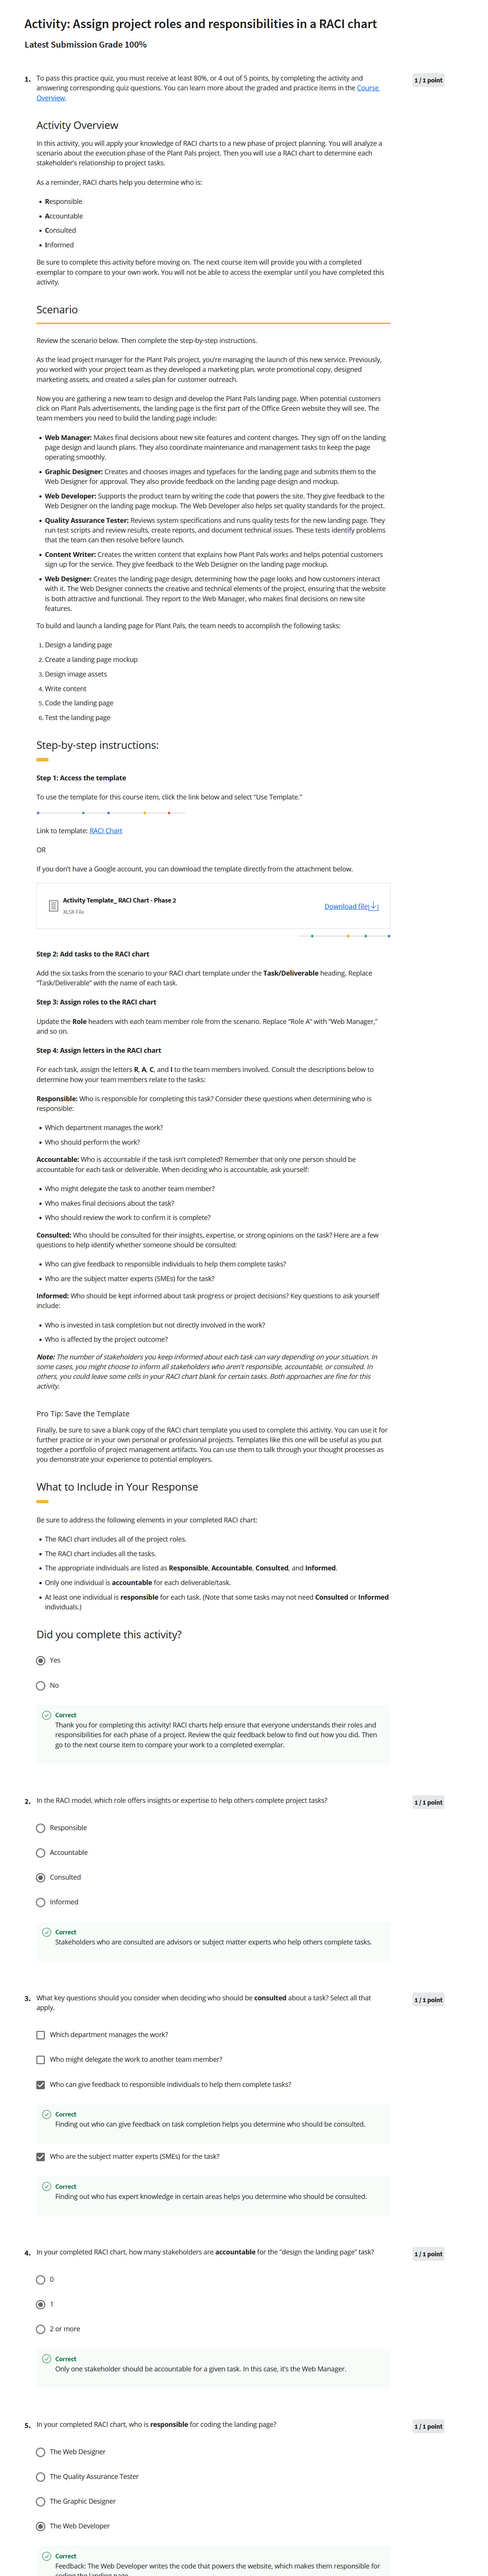 Activity: Assign project roles and responsibilities in a RACI chart
Latest Submission Grade 100%
1. To pass this practice quiz, you must receive at least 80%, or 4 out of 5 points, by completing the activity and
1 / 1 point
answering corresponding quiz questions. You can learn more about the graded and practice items in the Course
Overview.
Activity Overview
In this activity, you will apply your knowledge of RACI charts to a new phase of project planning. You will analyze a
scenario about the execution phase of the Plant Pals project. Then you will use a RACI chart to determine each
stakeholder's relationship to project tasks.
As a reminder, RACI charts help you determine who is:
• Responsible
• Accountable
• Consulted
• Informed
Be sure to complete this activity before moving on. The next course item will provide you with a completed
exemplar to compare to your own work. You will not be able to access the exemplar until you have completed this
activity.
Scenario
Review the scenario below. Then complete the step-by-step instructions.
As the lead project manager for the Plant Pals project, you're managing the launch of this new service. Previously,
you worked with your project team as they developed a marketing plan, wrote promotional copy, designed
marketing assets, and created a sales plan for customer outreach.
Now you are gathering a new team to design and develop the Plant Pals landing page. When potential customers
click on Plant Pals advertisements, the landing page is the first part of the Office Green website they will see. The
team members you need to build the landing page include:
• Web Manager: Makes final decisions about new site features and content changes. They sign off on the landing
page design and launch plans. They also coordinate maintenance and management tasks to keep the page
operating smoothly.
• Graphic Designer: Creates and chooses images and typefaces for the landing page and submits them to the
Web Designer for approval. They also provide feedback on the landing page design and mockup.
• Web Developer: Supports the product team by writing the code that powers the site. They give feedback to the
Web Designer on the landing page mockup. The Web Developer also helps set quality standards for the project.
• Quality Assurance Tester: Reviews system specifications and runs quality tests for the new landing page. They
run test scripts and review results, create reports, and document technical issues. These tests identify problems
that the team can then resolve before launch.
• Content Writer: Creates the written content that explains how Plant Pals works and helps potential customers
sign up for the service. They give feedback to the Web Designer on the landing page mockup.
• Web Designer: Creates the landing page design, determining how the page looks and how customers interact
with it. The Web Designer connects the creative and technical elements of the project, ensuring that the website
is both attractive and functional. They report to the Web Manager, who makes final decisions on new site
features.
To build and launch a landing page for Plant Pals, the team needs to accomplish the following tasks:
1. Design a landing page
2. Create a landing page mockup
3. Design image assets
4. Write content
5. Code the landing page
6. Test the landing page
Step-by-step instructions:
Step 1: Access the template
To use the template for this course item, click the link below and select "Use Template."
Link to template: RACI Chart
OR
If you don't have a Google account, you can download the template directly from the attachment below.
Activity Template_ RACI Chart - Phase 2
XLSX File
Download file
Step 2: Add tasks to the RACI chart
Add the six tasks from the scenario to your RACI chart template under the Task/Deliverable heading. Replace
"Task/Deliverable" with the name of each task.
Step 3: Assign roles to the RACI chart
Update the Role headers with each team member role from the scenario. Replace "Role A" with "Web Manager,"
and so on.
Step 4: Assign letters in the RACI chart
For each task, assign the letters R, A, C, and I to the team members involved. Consult the descriptions below to
determine how your team members relate to the tasks:
Responsible: Who is responsible for completing this task? Consider these questions when determining who is
responsible:
• Which department manages the work?
• Who should perform the work?
Accountable: Who is accountable if the task isn't completed? Remember that only one person should be
accountable for each task or deliverable. When deciding who is accountable, ask yourself:
• Who might delegate the task to another team member?
• Who makes final decisions about the task?
• Who should review the work to confirm it is complete?
Consulted: Who should be consulted for their insights, expertise, or strong opinions on the task? Here are a few
questions to help identify whether someone should be consulted:
• Who can give feedback to responsible individuals to help them complete tasks?
• Who are the subject matter experts (SMEs) for the task?
Informed: Who should be kept informed about task progress or project decisions? Key questions to ask yourself
include:
• Who is invested in task completion but not directly involved in the work?
• Who is affected by the project outcome?
Note: The number of stakeholders you keep informed about each task can vary depending on your situation. In
some cases, you might choose to inform all stakeholders who aren't responsible, accountable, or consulted. In
others, you could leave some cells in your RACI chart blank for certain tasks. Both approaches are fine for this
activity.
Pro Tip: Save the Template
Finally, be sure to save a blank copy of the RACI chart template you used to complete this activity. You can use it for
further practice or in your own personal or professional projects. Templates like this one will be useful as you put
together a portfolio of project management artifacts. You can use them to talk through your thought processes as
you demonstrate your experience to potential employers.
What to Include in Your Response
Be sure to address the following elements in your completed RACI chart:
• The RACI chart includes all of the project roles.
• The RACI chart includes all the tasks.
• The appropriate individuals are listed as Responsible, Accountable, Consulted, and Informed.
• Only one individual is accountable for each deliverable/task.
• At least one individual is responsible for each task. (Note that some tasks may not need Consulted or Informed
individuals.)
Did you complete this activity?
Yes
No
Correct
Thank you for completing this activity! RACI charts help ensure that everyone understands their roles and
responsibilities for each phase of a project. Review the quiz feedback below to find out how you did. Then
go to the next course item to compare your work to a completed exemplar.
2. In the RACI model, which role offers insights or expertise to help others complete project tasks?
1 / 1 point
Responsible
Accountable
Consulted
Informed
Correct
Stakeholders who are consulted are advisors or subject matter experts who help others complete tasks.
3. What key questions should you consider when deciding who should be consulted about a task? Select all that
1 / 1 point
apply.
Which department manages the work?
Who might delegate the work to another team member?
Who can give feedback to responsible individuals to help them complete tasks?
Correct
Finding out who can give feedback on task completion helps you determine who should be consulted.
Who are the subject matter experts (SMEs) for the task?
Correct
Finding out who has expert knowledge in certain areas helps you determine who should be consulted.
4. In your completed RACI chart, how many stakeholders are accountable for the "design the landing page" task?
1 / 1 point
0
1
2 or more
Correct
Only one stakeholder should be accountable for a given task. In this case, it's the Web Manager.
5. In your completed RACI chart, who is responsible for coding the landing page?
1 / 1 point
The Web Designer
The Quality Assurance Tester
The Graphic Designer
The Web Developer
Correct
Feedback: The Web Developer writes the code that powers the website, which makes them responsible for
coding the landing page.